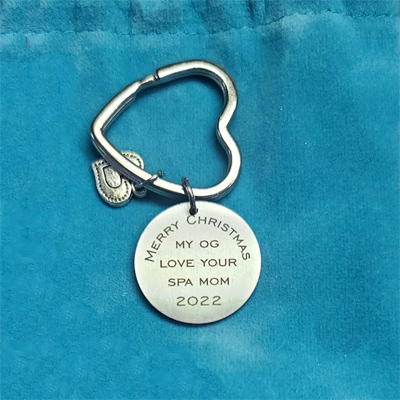 Merry Christmas
MY OG
LOVE YOUR
SPA MOM
2022